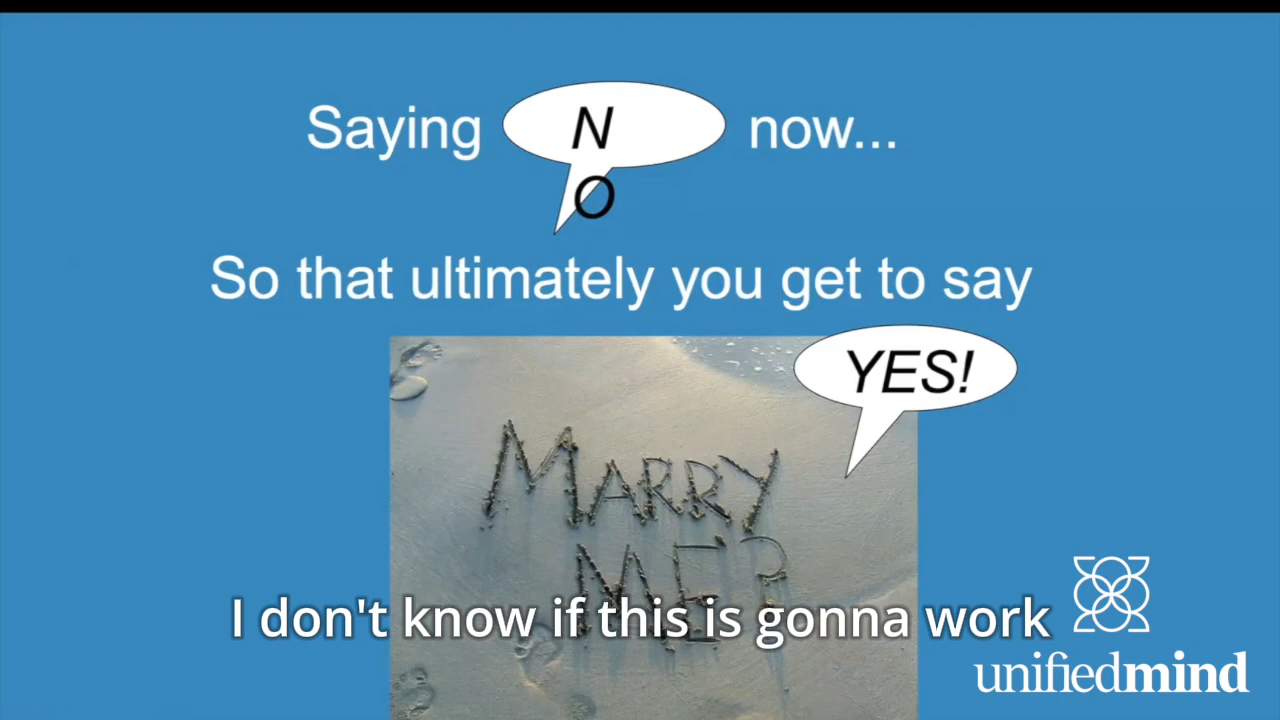 Saying N now...
O
So that ultimately you get to say
YES!
MARRY
ME?
I don't know if this is gonna work
unifiedmind